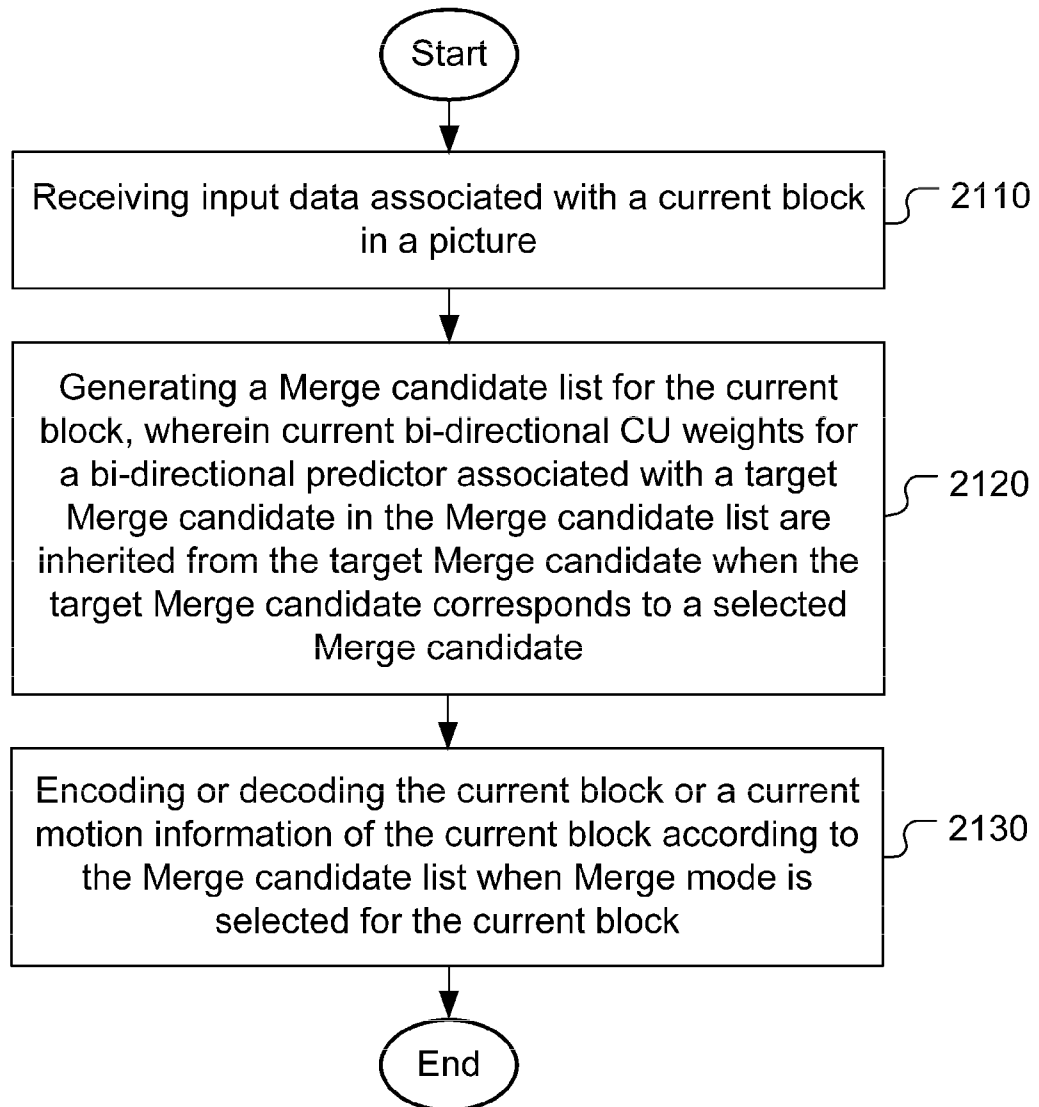 Start
Receiving input data associated with a current block
in a picture
2110
Generating a Merge candidate list for the current
block, wherein current bi-directional CU weights for
a bi-directional predictor associated with a target
Merge candidate in the Merge candidate list are
inherited from the target Merge candidate when the
target Merge candidate corresponds to a selected
Merge candidate
2120
Encoding or decoding the current block or a current
motion information of the current block according to
the Merge candidate list when Merge mode is
selected for the current block
2130
End